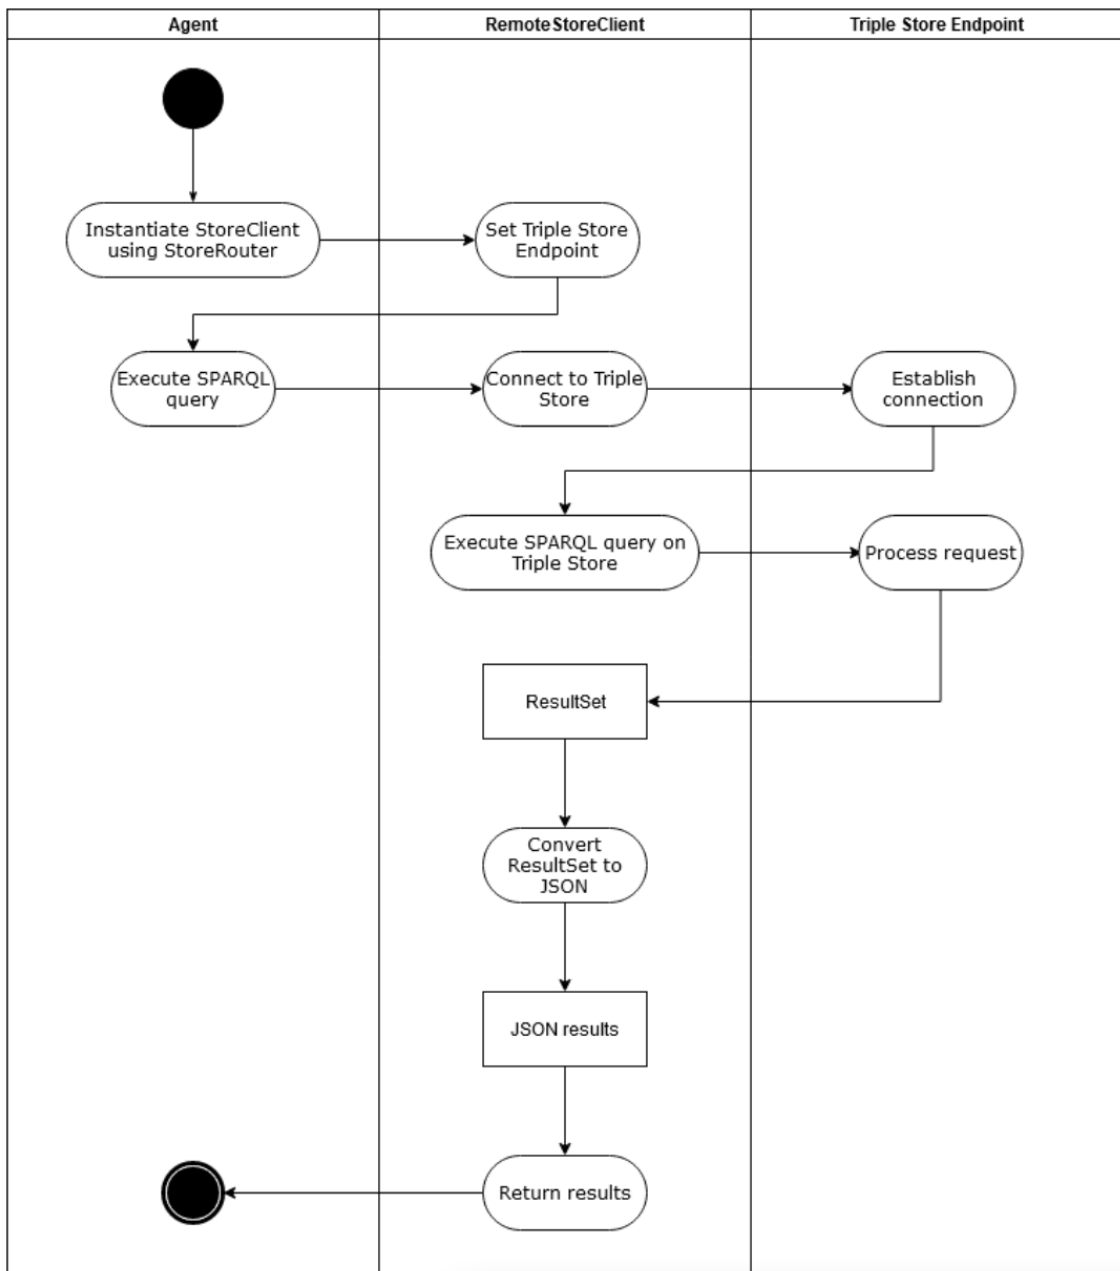 Agent
RemoteStoreClient
Triple Store Endpoint
Instantiate StoreClient
using StoreRouter
Set Triple Store
Endpoint
Execute SPARQL
query
Connect to Triple
Store
Establish
connection
Execute SPARQL query on
Triple Store
Process request
ResultSet
Convert
ResultSet to
JSON
JSON results
Return results